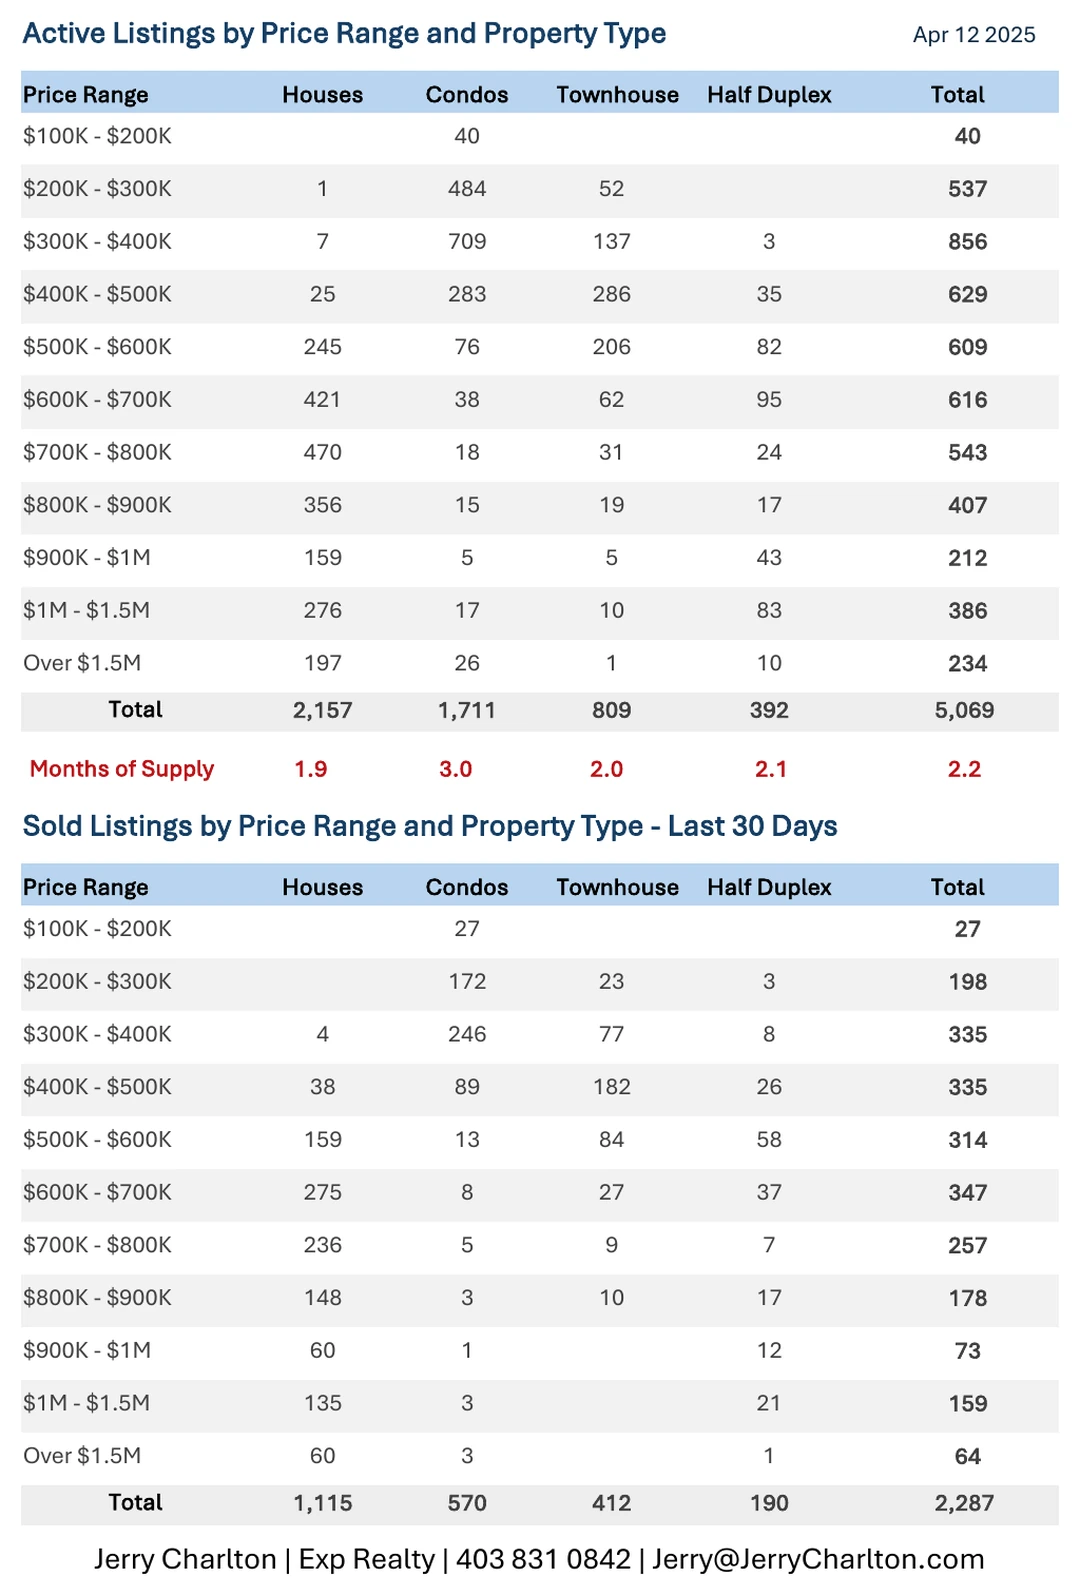 Active Listings by Price Range and Property Type Apr 12 2025
Price Range Houses Condos Townhouse Half Duplex Total
$100K - $200K 40 40
$200K - $300K 1 484 52 537
$300K - $400K 7 709 137 3 856
$400K - $500K 25 283 286 35 629
$500K - $600K 245 76 206 82 609
$600K - $700K 421 38 62 95 616
$700K - $800K 470 18 31 24 543
$800K - $900K 356 15 19 17 407
$900K - $1M 159 5 5 43 212
$1M - $1.5M 276 17 10 83 386
Over $1.5M 197 26 1 10 234
Total 2,157 1,711 809 392 5,069
Months of Supply 1.9 3.0 2.0 2.1 2.2
Sold Listings by Price Range and Property Type - Last 30 Days
Price Range Houses Condos Townhouse Half Duplex Total
$100K - $200K 27 27
$200K - $300K 172 23 3 198
$300K - $400K 4 246 77 8 335
$400K - $500K 38 89 182 26 335
$500K - $600K 159 13 84 58 314
$600K - $700K 275 8 27 37 347
$700K - $800K 236 5 9 7 257
$800K - $900K 148 3 10 17 178
$900K - $1M 60 1 12 73
$1M - $1.5M 135 3 21 159
Over $1.5M 60 3 1 64
Total 1,115 570 412 190 2,287
Jerry Charlton | Exp Realty | 403 831 0842 | Jerry@JerryCharlton.com